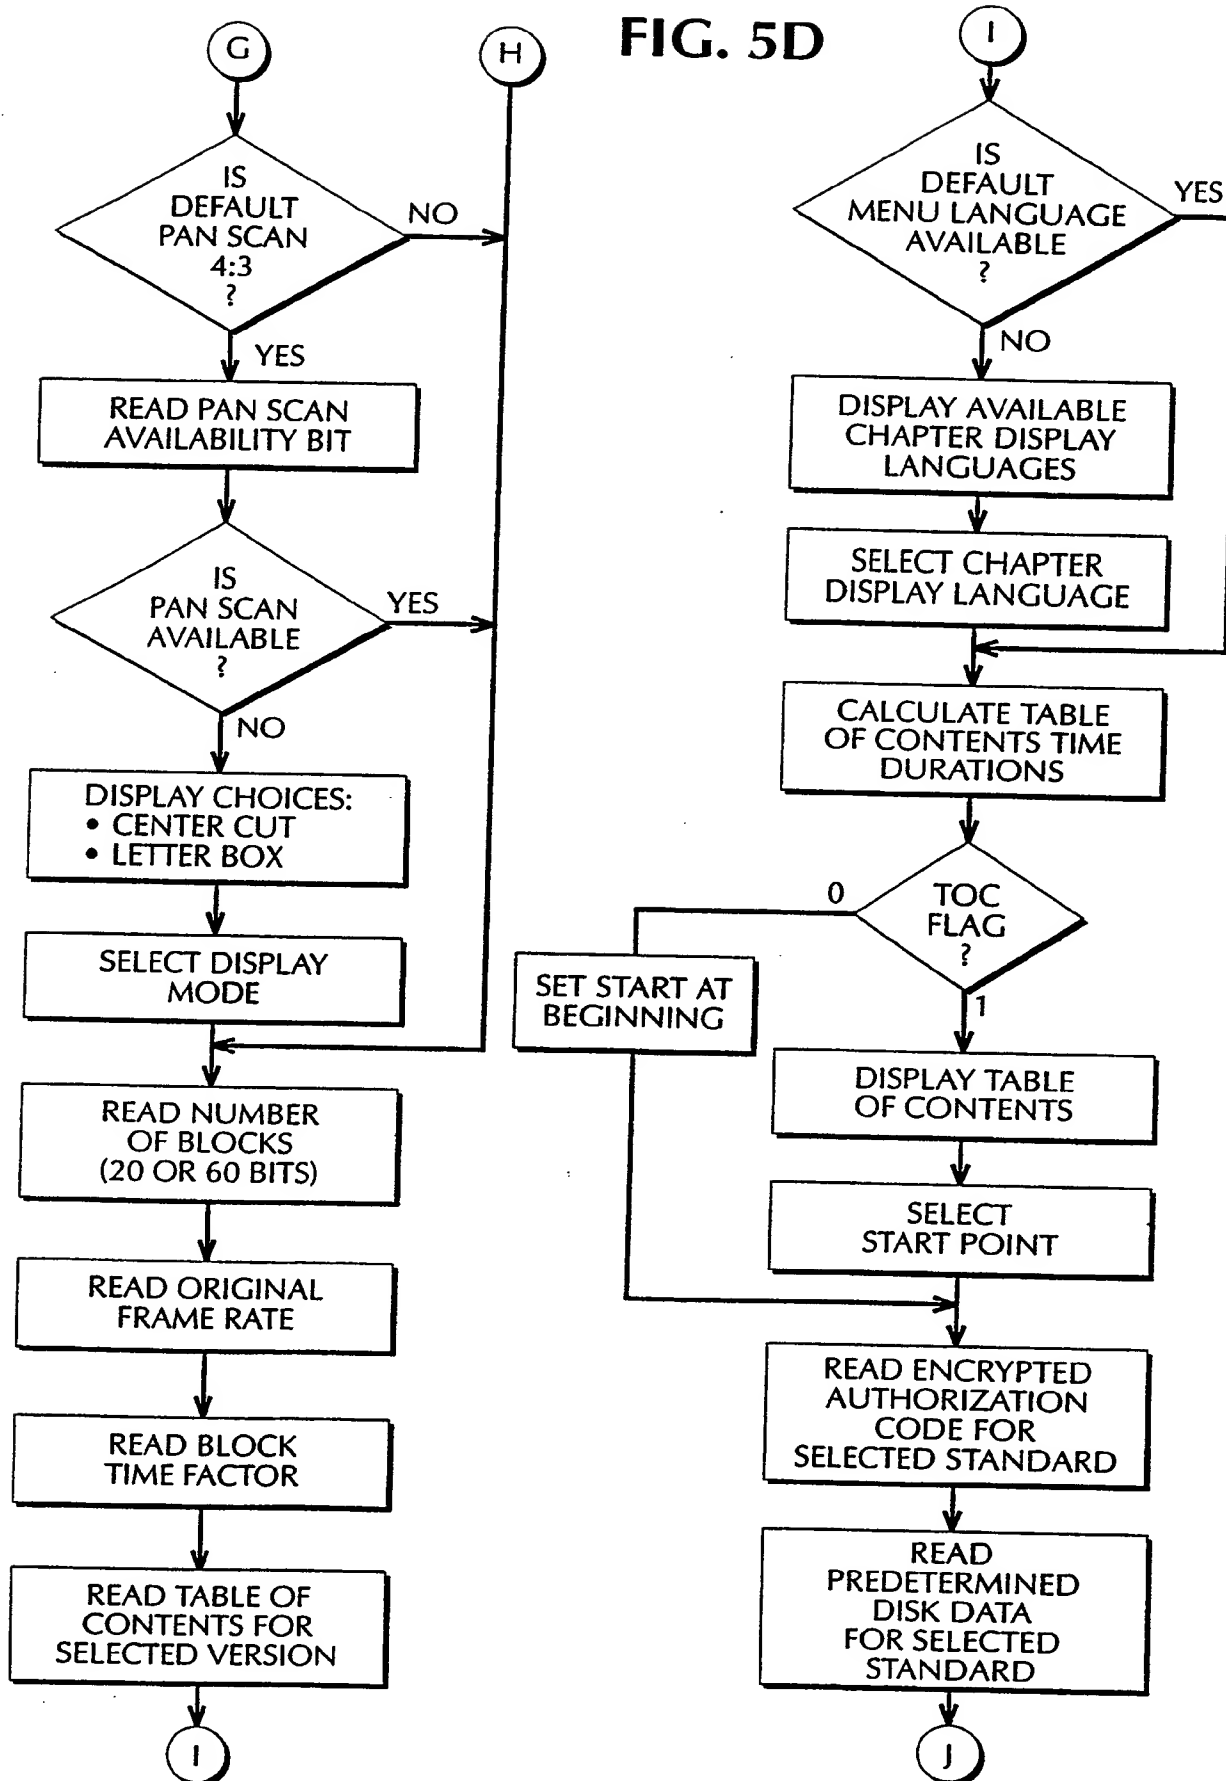 FIG. 5D
G
H
IS
DEFAULT
PAN SCAN
4:3
?
NO
YES
READ PAN SCAN
AVAILABILITY BIT
IS
PAN SCAN
AVAILABLE
?
YES
NO
DISPLAY CHOICES:
• CENTER CUT
• LETTER BOX
SELECT DISPLAY
MODE
READ NUMBER
OF BLOCKS
(20 OR 60 BITS)
READ ORIGINAL
FRAME RATE
READ BLOCK
TIME FACTOR
READ TABLE OF
CONTENTS FOR
SELECTED VERSION
I
I
IS
DEFAULT
MENU LANGUAGE
AVAILABLE
?
YES
NO
DISPLAY AVAILABLE
CHAPTER DISPLAY
LANGUAGES
SELECT CHAPTER
DISPLAY LANGUAGE
CALCULATE TABLE
OF CONTENTS TIME
DURATIONS
TOC
FLAG
?
0
1
SET START AT
BEGINNING
DISPLAY TABLE
OF CONTENTS
SELECT
START POINT
READ ENCRYPTED
AUTHORIZATION
CODE FOR
SELECTED STANDARD
READ
PREDETERMINED
DISK DATA
FOR SELECTED
STANDARD
J